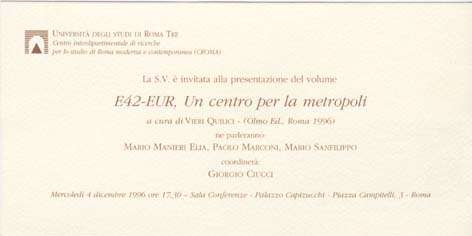 UNIVERSITÀ DEGLI STUDI DI ROMA TRE
Centro interdipartimentale di ricerche
per lo studio di Roma moderna e contemporanea (CROMA)
La S.V. è invitata alla presentazione del volume
E42-EUR, Un centro per la metropoli
a cura di VIERI QUILICI - (Olmo Ed., Roma 1996)
ne parleranno:
MARIO MANIERI ELIA, PAOLO MARCONI, MARIO SANFILIPPO
coordinerà:
GIORGIO CIUCCI
Mercoledì 4 dicembre 1996 ore 17,30 – Sala Conferenze - Palazzo Capizucchi - Piazza Campitelli, 3 - Roma